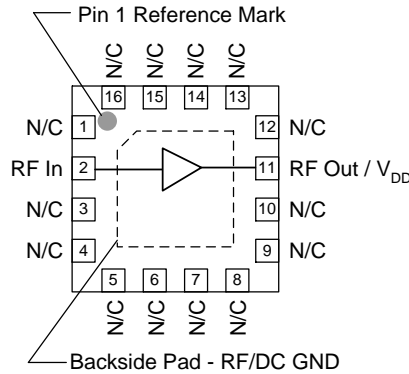 Pin 1 Reference Mark
N/C N/C N/C N/C
16 15 14 13
N/C 1 12 N/C
RF In 2 11 RF Out / V_DD
N/C 3 10 N/C
N/C 4 9 N/C
5 6 7 8
N/C N/C N/C N/C
Backside Pad - RF/DC GND